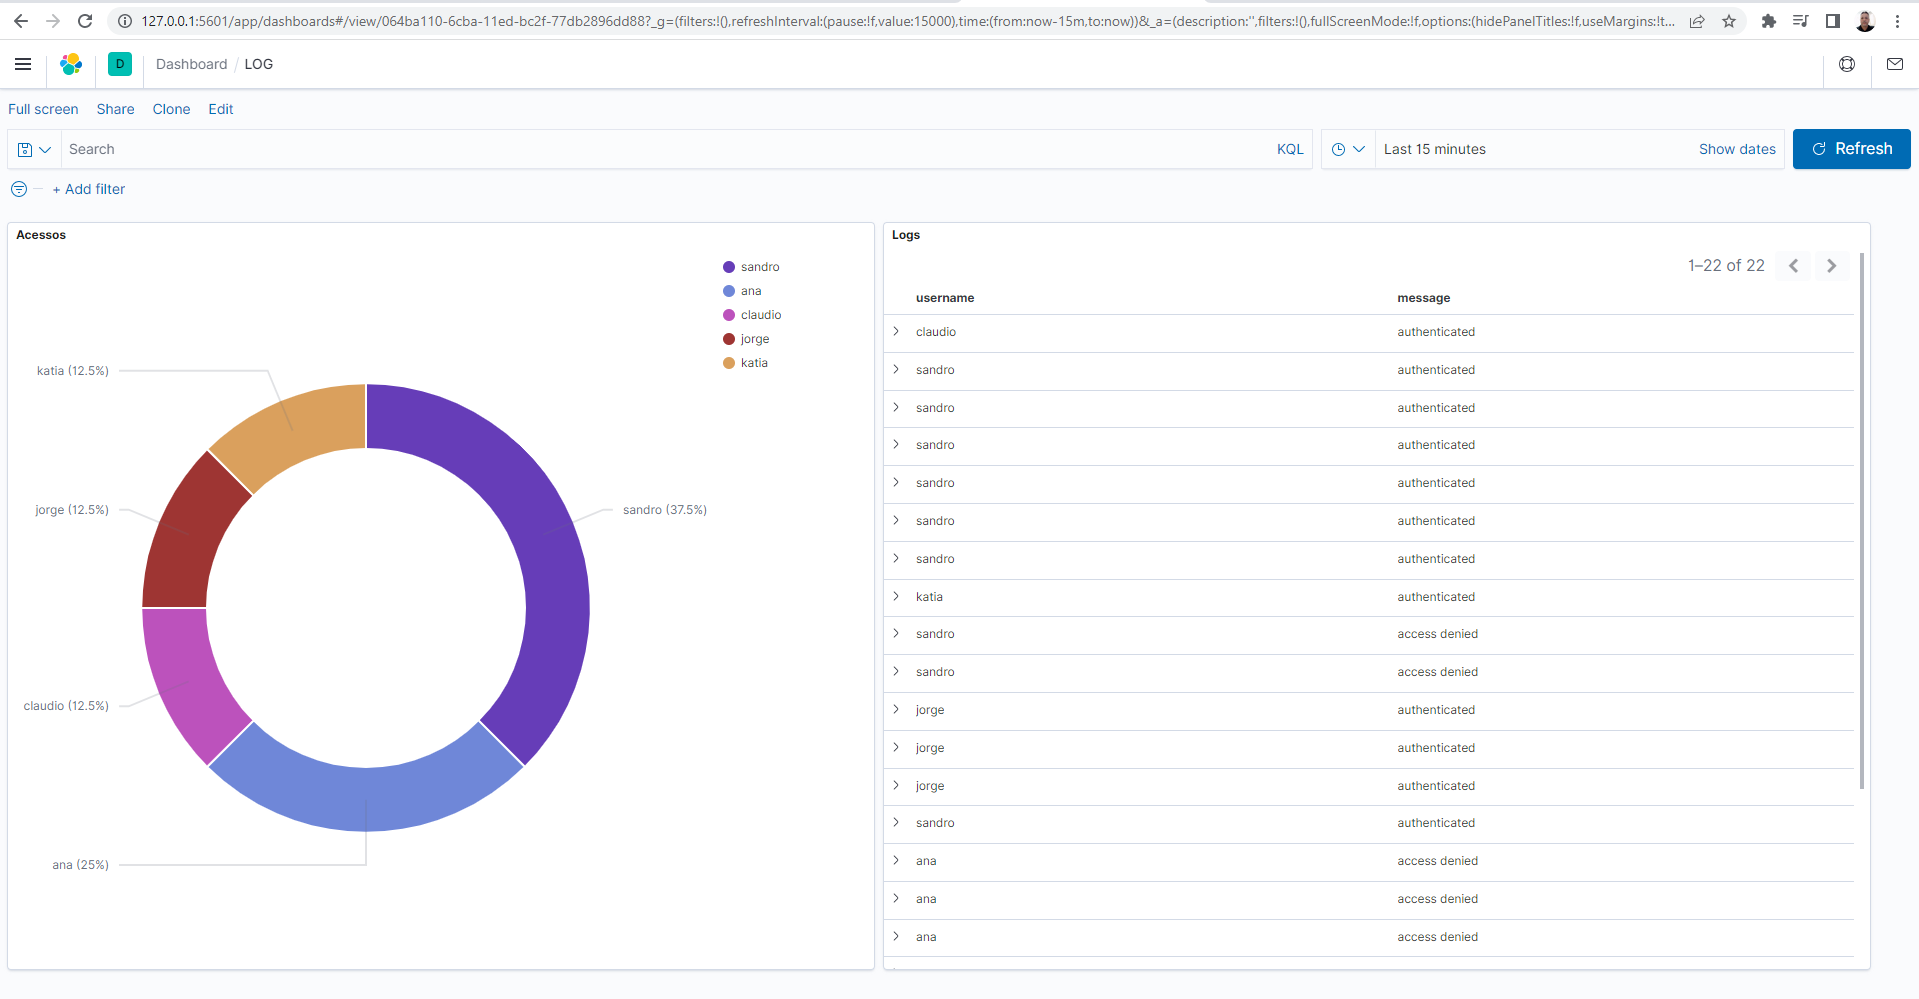 127.0.0.1:5601/app/dashboards#/view/064ba110-6cba-11ed-bc2f-77db2896dd88?_g=(filters:!(),refreshInterval:(pause:!f,value:15000),time:(from:now-15m,to:now))&_a=(description:'',filters:!(),fullScreenMode:!f,options:(hidePanelTitles:!f,useMargins:!t...
D
Dashboard / LOG
Full screen Share Clone Edit
Search KQL
Last 15 minutes Show dates
Refresh
+ Add filter
Acessos
sandro
ana
claudio
jorge
katia
katia (12.5%)
jorge (12.5%)
sandro (37.5%)
claudio (12.5%)
ana (25%)
Logs
1–22 of 22
username message
claudio authenticated
sandro authenticated
sandro authenticated
sandro authenticated
sandro authenticated
sandro authenticated
sandro authenticated
katia authenticated
sandro access denied
sandro access denied
jorge authenticated
jorge authenticated
jorge authenticated
sandro authenticated
ana access denied
ana access denied
ana access denied